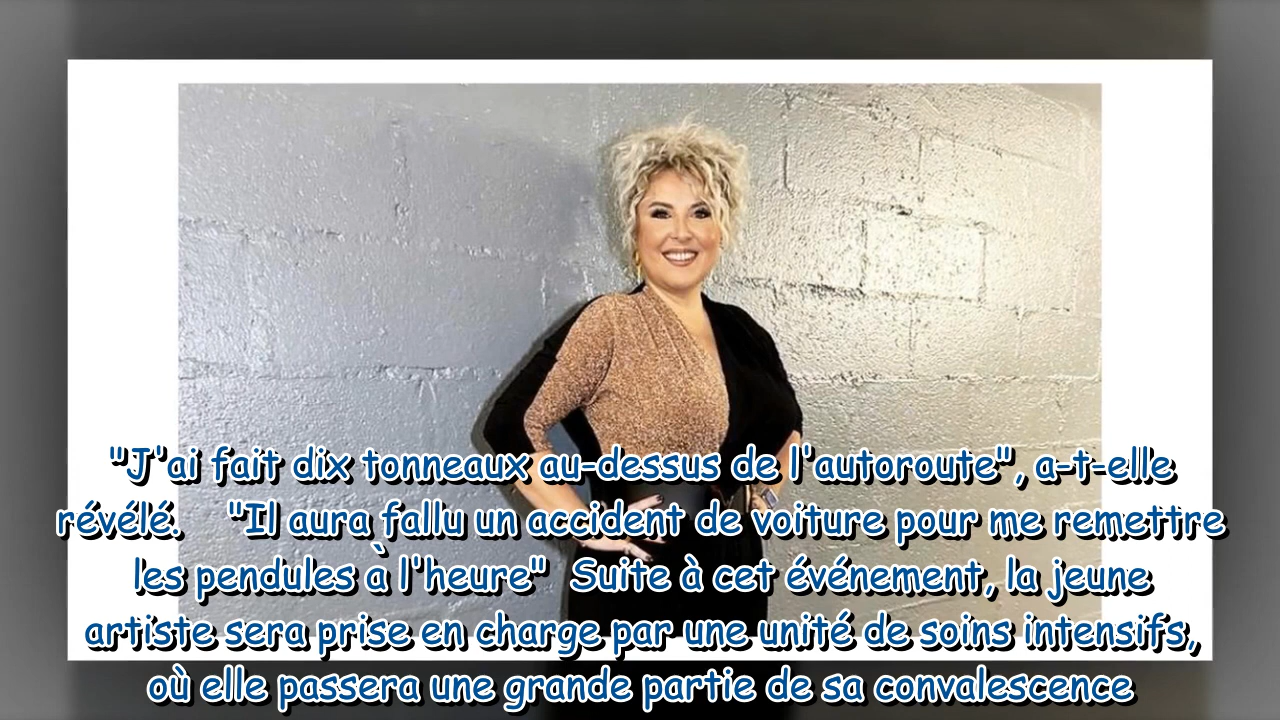 "J'ai fait dix tonneaux au-dessus de l'autoroute", a-t-elle
révélé.    "Il aura fallu un accident de voiture pour me remettre
les pendules à l'heure"  Suite à cet événement, la jeune
artiste sera prise en charge par une unité de soins intensifs,
où elle passera une grande partie de sa convalescence